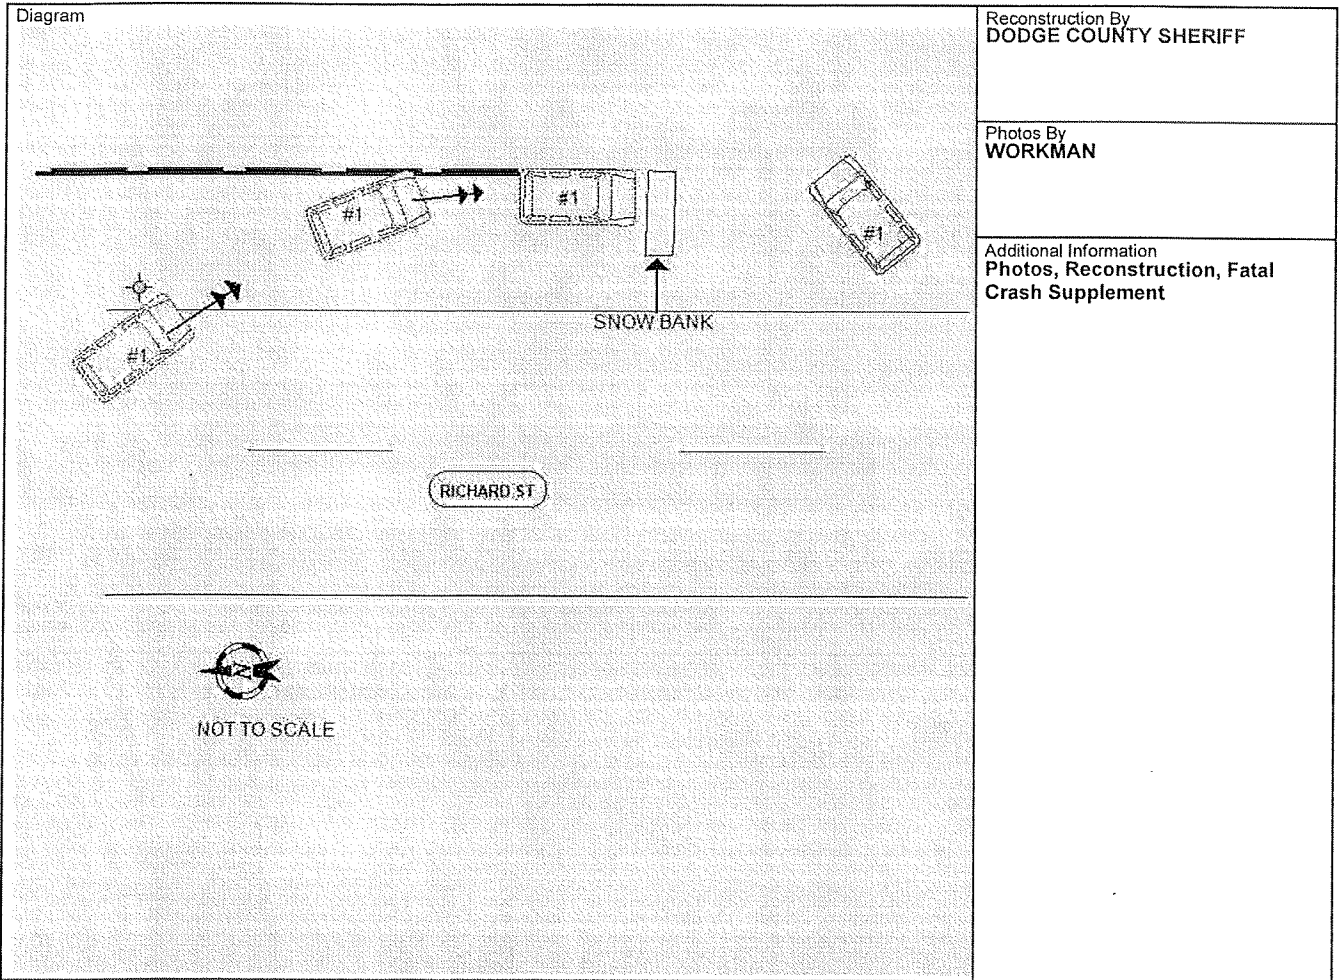 Diagram
Reconstruction By
DODGE COUNTY SHERIFF
Photos By
WORKMAN
Additional Information
Photos, Reconstruction, Fatal
Crash Supplement
#1
#1
#1
#1
SNOW BANK
RICHARD ST
N
NOT TO SCALE